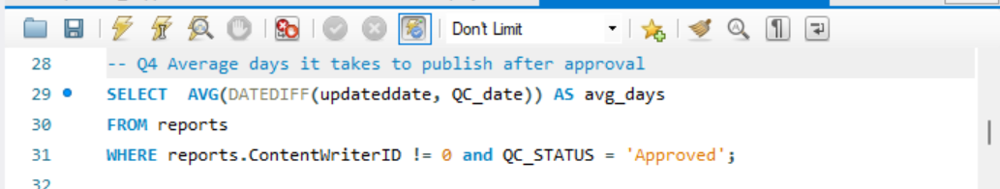 Don't Limit
28 -- Q4 Average days it takes to publish after approval
29 SELECT AVG(DATEDIFF(updateddate, QC_date)) AS avg_days
30 FROM reports
31 WHERE reports.ContentWriterID != 0 and QC_STATUS = 'Approved';
32